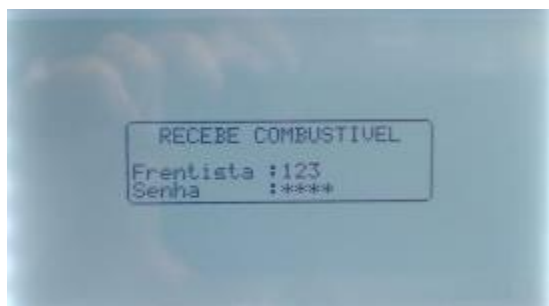 RECEBE COMBUSTIVEL
Frentista :123
Senha :****